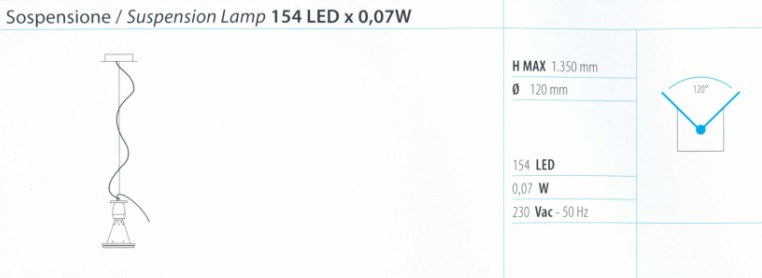 Sospensione / Suspension Lamp 154 LED x 0,07W
H MAX 1.350 mm
Ø 120 mm
120°
154 LED
0,07 W
230 Vac - 50 Hz